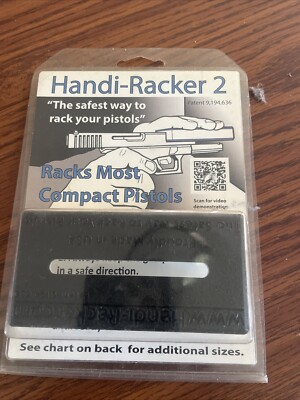 Handi-Racker 2
Patent 9,194,636
"The safest way to
rack your pistols"
Racks Most
Compact Pistols
Scan for video
demonstration
in a safe direction.
See chart on back for additional sizes.